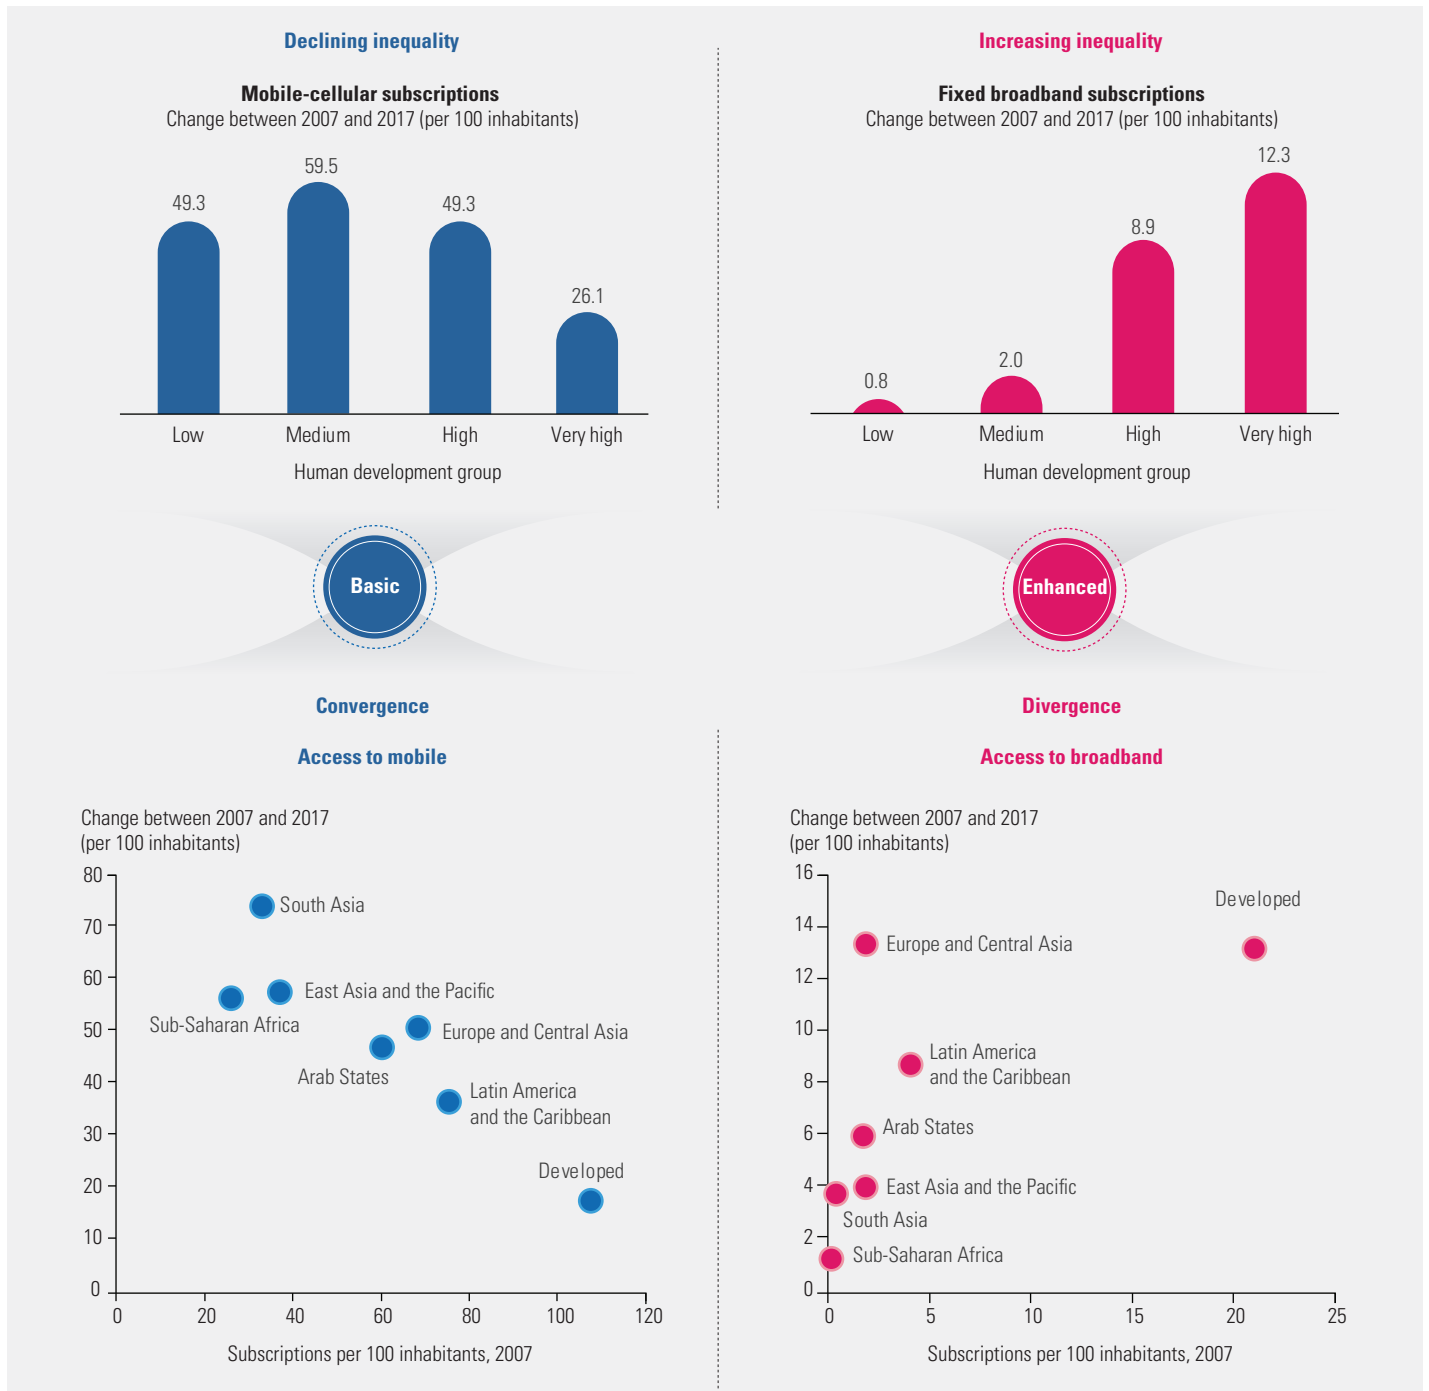 Declining inequality
Mobile-cellular subscriptions
Change between 2007 and 2017 (per 100 inhabitants)
49.3
59.5
49.3
26.1
Low
Medium
High
Very high
Human development group
Increasing inequality
Fixed broadband subscriptions
Change between 2007 and 2017 (per 100 inhabitants)
0.8
2.0
8.9
12.3
Low
Medium
High
Very high
Human development group
Basic
Enhanced
Convergence
Access to mobile
Change between 2007 and 2017
(per 100 inhabitants)
80
70
60
50
40
30
20
10
0
South Asia
East Asia and the Pacific
Sub-Saharan Africa
Europe and Central Asia
Arab States
Latin America
and the Caribbean
Developed
0
20
40
60
80
100
120
Subscriptions per 100 inhabitants, 2007
Divergence
Access to broadband
Change between 2007 and 2017
(per 100 inhabitants)
16
14
12
10
8
6
4
2
0
Developed
Europe and Central Asia
Latin America
and the Caribbean
Arab States
East Asia and the Pacific
South Asia
Sub-Saharan Africa
0
5
10
15
20
25
Subscriptions per 100 inhabitants, 2007